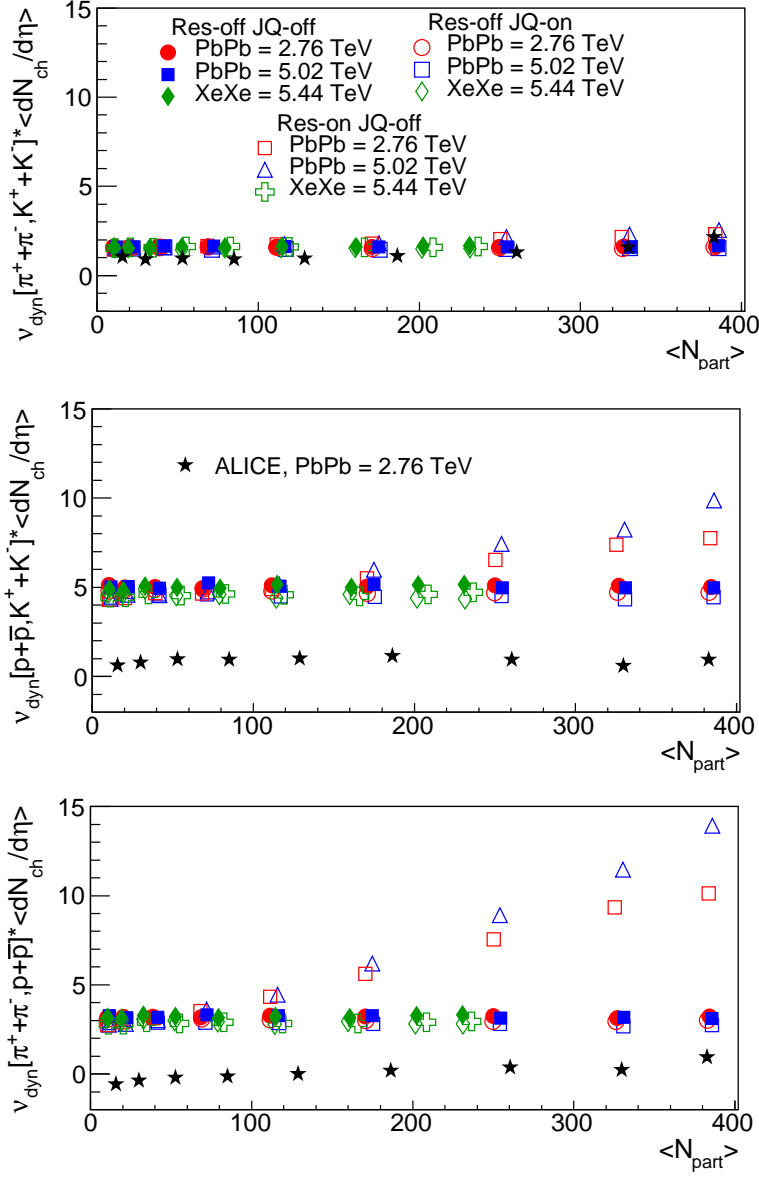 Res-off JQ-off
PbPb = 2.76 TeV
PbPb = 5.02 TeV
XeXe = 5.44 TeV
Res-off JQ-on
PbPb = 2.76 TeV
PbPb = 5.02 TeV
XeXe = 5.44 TeV
Res-on JQ-off
PbPb = 2.76 TeV
PbPb = 5.02 TeV
XeXe = 5.44 TeV
ν_dyn[π⁺+π⁻,K⁺+K⁻]*<dN_ch/dη>
15
10
5
0
0 100 200 300 400
<N_part>
ν_dyn[p+p̅,K⁺+K⁻]*<dN_ch/dη>
15
10
5
0
ALICE, PbPb = 2.76 TeV
0 100 200 300 400
<N_part>
ν_dyn[π⁺+π⁻,p+p̅]*<dN_ch/dη>
15
10
5
0
0 100 200 300 400
<N_part>